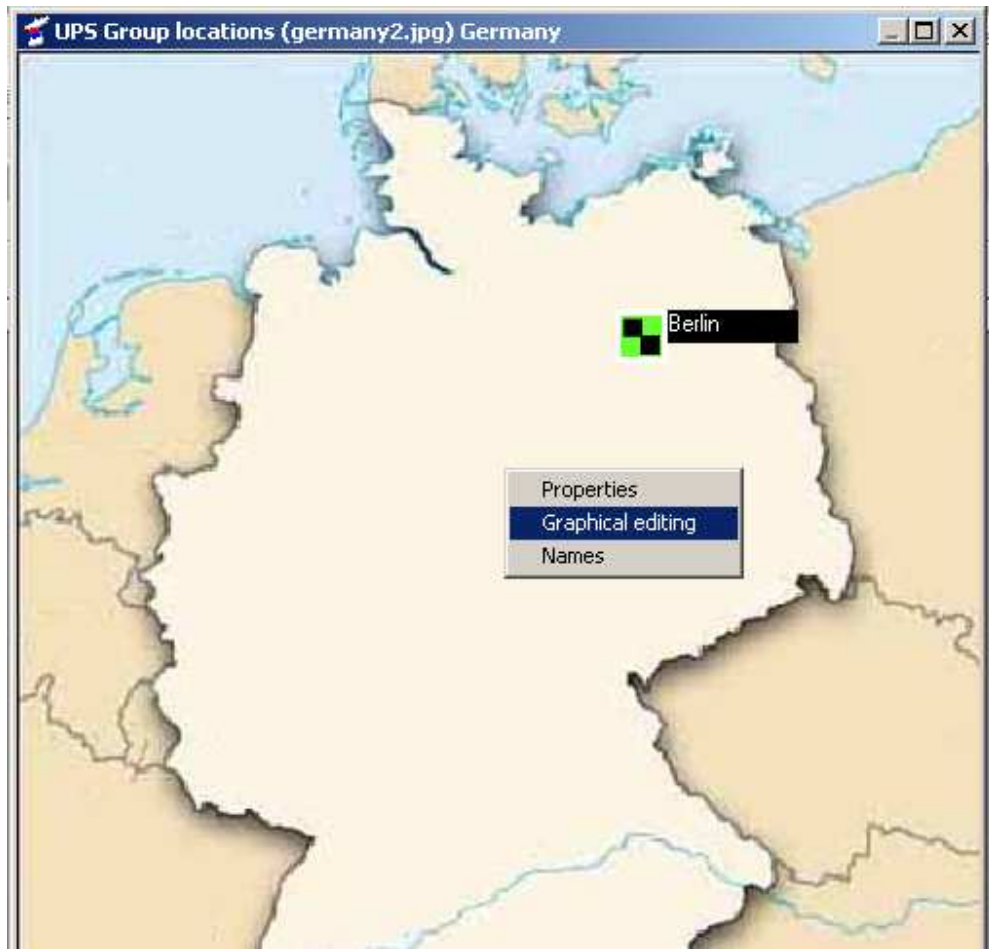 UPS Group locations (germany2.jpg) Germany
Berlin
Properties
Graphical editing
Names